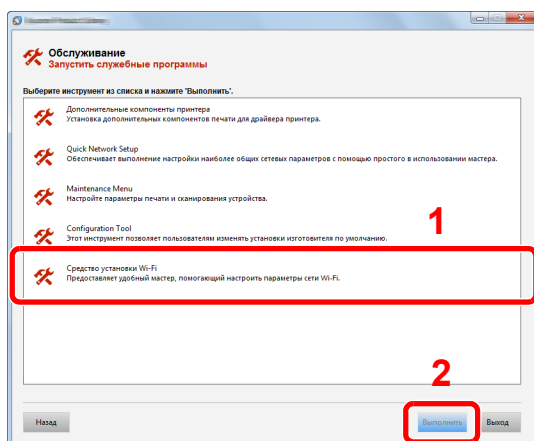 Обслуживание
Запустить служебные программы
Выберите инструмент из списка и нажмите 'Выполнить'.
Дополнительные компоненты принтера
Установка дополнительных компонентов печати для драйвера принтера.
Quick Network Setup
Обеспечивает выполнение настройки наиболее общих сетевых параметров с помощью простого в использовании мастера.
Maintenance Menu
Настройте параметры печати и сканирования устройства.
1
Configuration Tool
Этот инструмент позволяет пользователям изменять установки изготовителя по умолчанию.
Средство установки Wi-Fi
Предоставляет удобный мастер, помогающий настроить параметры сети Wi-Fi.
2
Назад Выполнить Выход